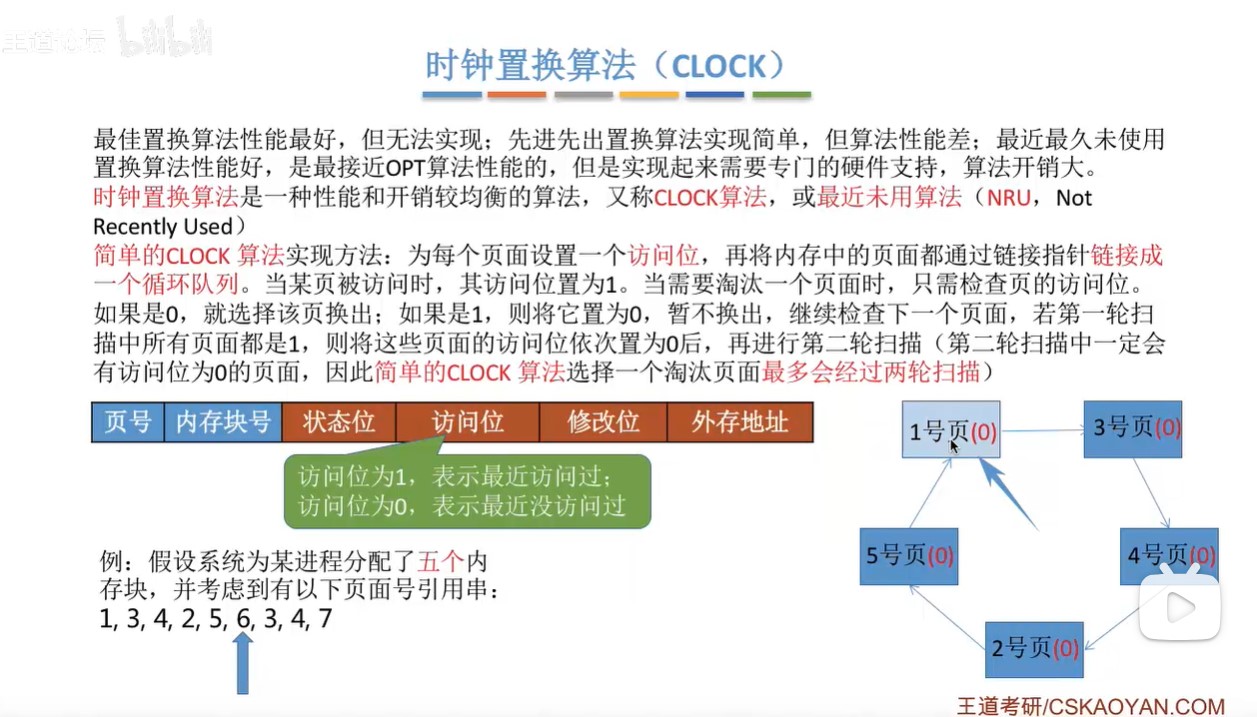 王道论坛 bilibili
时钟置换算法（CLOCK）
最佳置换算法性能最好，但无法实现；先进先出置换算法实现简单，但算法性能差；最近最久未使用
置换算法性能好，是最接近OPT算法性能的，但是实现起来需要专门的硬件支持，算法开销大。
时钟置换算法是一种性能和开销较均衡的算法，又称CLOCK算法，或最近未用算法（NRU，Not
Recently Used）
简单的CLOCK 算法实现方法：为每个页面设置一个访问位，再将内存中的页面都通过链接指针链接成
一个循环队列。当某页被访问时，其访问位置为1。当需要淘汰一个页面时，只需检查页的访问位。
如果是0，就选择该页换出；如果是1，则将它置为0，暂不换出，继续检查下一个页面，若第一轮扫
描中所有页面都是1，则将这些页面的访问位依次置为0后，再进行第二轮扫描（第二轮扫描中一定会
有访问位为0的页面，因此简单的CLOCK 算法选择一个淘汰页面最多会经过两轮扫描）
页号 内存块号 状态位 访问位 修改位 外存地址
访问位为1，表示最近访问过；
访问位为0，表示最近没访问过
例：假设系统为某进程分配了五个内
存块，并考虑到有以下页面号引用串：
1, 3, 4, 2, 5, 6, 3, 4, 7
1号页(0)
3号页(0)
5号页(0)
4号页(0)
2号页(0)
王道考研/CSKAOYAN.COM